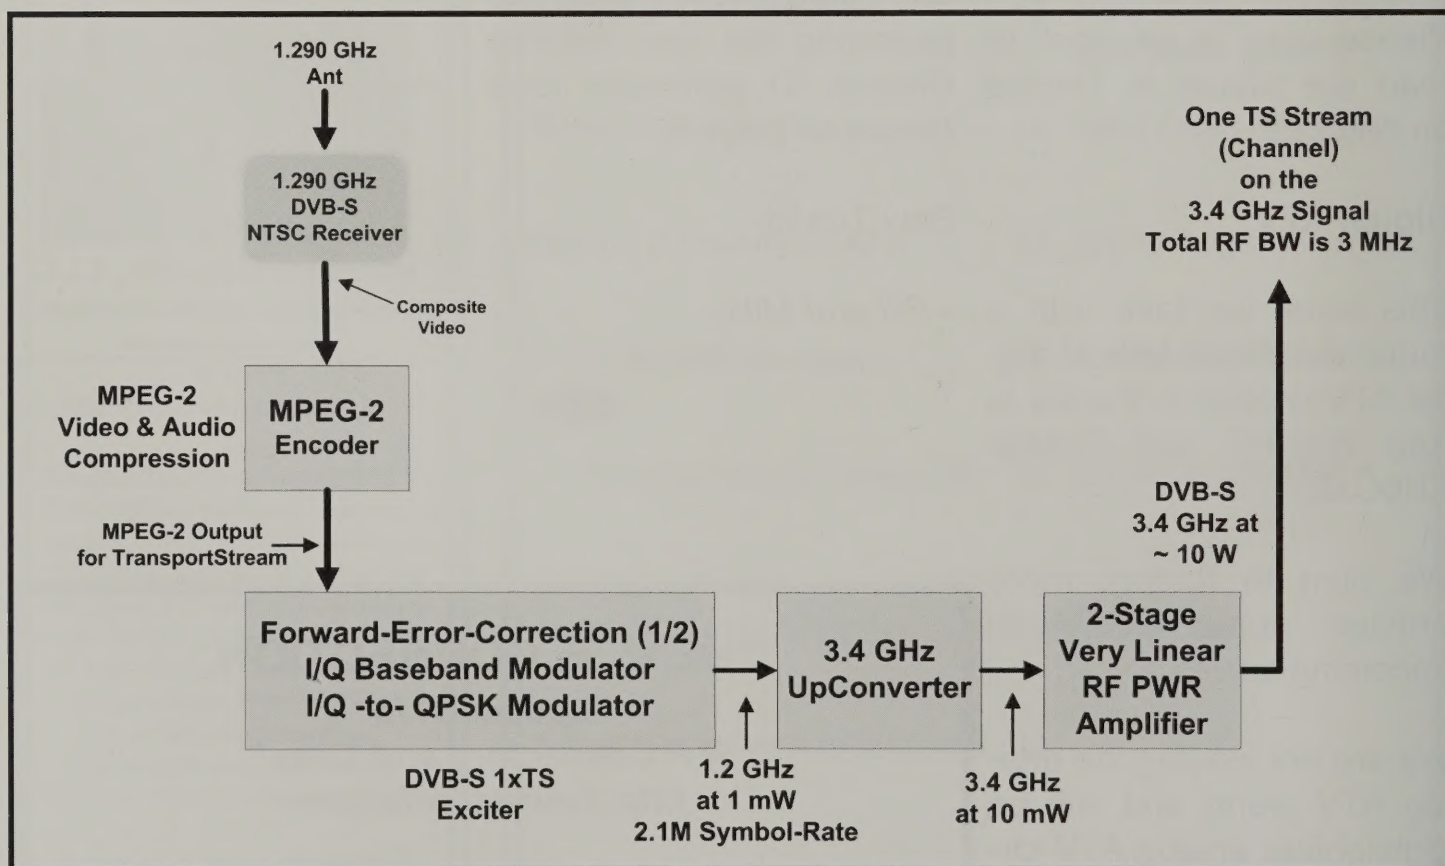 1.290 GHz
Ant
1.290 GHz
DVB-S
NTSC Receiver
Composite
Video
MPEG-2
Video & Audio
Compression
MPEG-2
Encoder
MPEG-2 Output
for TransportStream
Forward-Error-Correction (1/2)
I/Q Baseband Modulator
I/Q -to- QPSK Modulator
DVB-S 1xTS
Exciter
1.2 GHz
at 1 mW
2.1M Symbol-Rate
3.4 GHz
UpConverter
3.4 GHz
at 10 mW
2-Stage
Very Linear
RF PWR
Amplifier
DVB-S
3.4 GHz at
~ 10 W
One TS Stream
(Channel)
on the
3.4 GHz Signal
Total RF BW is 3 MHz